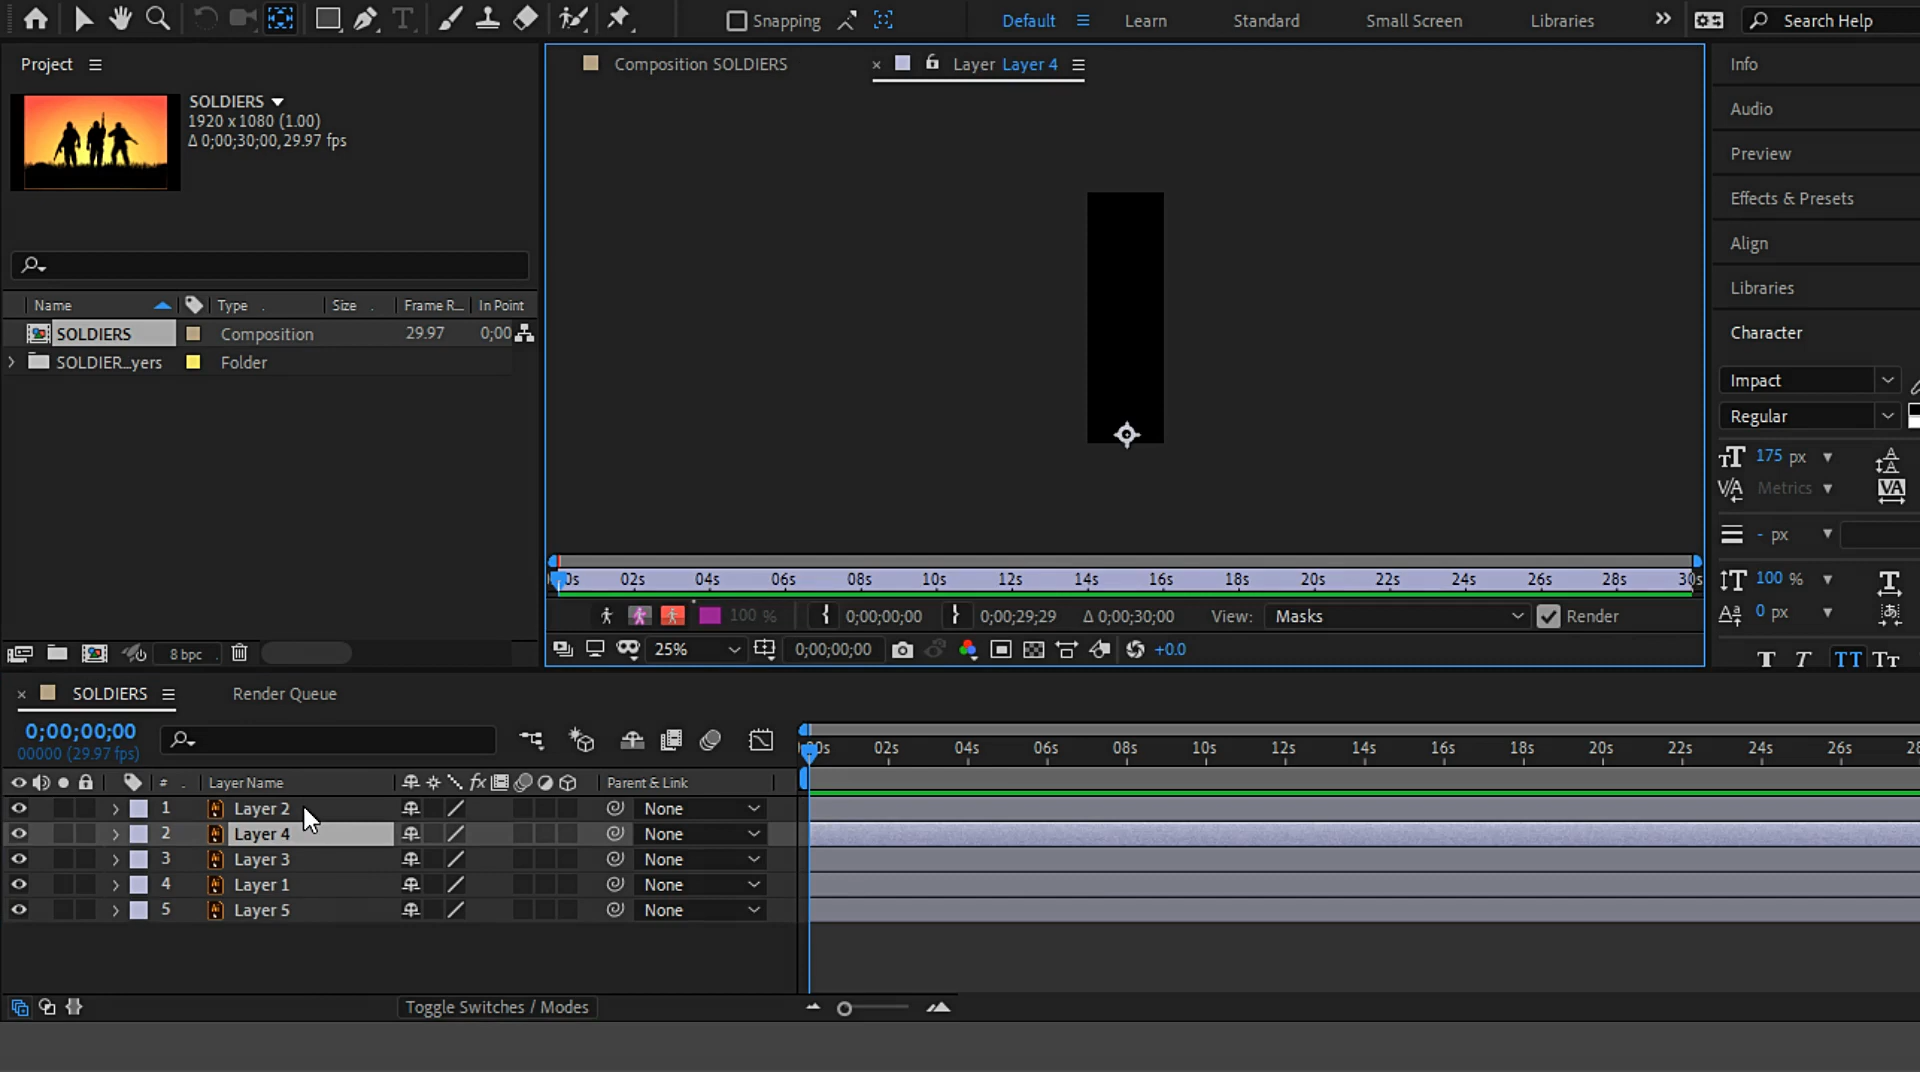 Snapping
Default
Learn
Standard
Small Screen
Libraries
Search Help
Project
SOLDIERS
1920 x 1080 (1.00)
Δ 0;00;30;00, 29.97 fps
Name
Type
Size
Frame R...
In Point
SOLDIERS
Composition
29.97
0;00
SOLDIER_yers
Folder
8 bpc
Composition SOLDIERS
× Layer Layer 4
00s 02s 04s 06s 08s 10s 12s 14s 16s 18s 20s 22s 24s 26s 28s 30s
100 %
0;00;00;00
0;00;29;29
Δ 0;00;30;00
View: Masks
Render
25%
0;00;00;00
+0.0
Info
Audio
Preview
Effects & Presets
Align
Libraries
Character
Impact
Regular
175 px
Metrics
- px
100 %
0 px
T T TT Tt
× SOLDIERS
Render Queue
0;00;00;00
00000 (29.97 fps)
# . Layer Name
fx
Parent & Link
02s 04s 06s 08s 10s 12s 14s 16s 18s 20s 22s 24s 26s
1 Layer 2 None
2 Layer 4 None
3 Layer 3 None
4 Layer 1 None
5 Layer 5 None
Toggle Switches / Modes